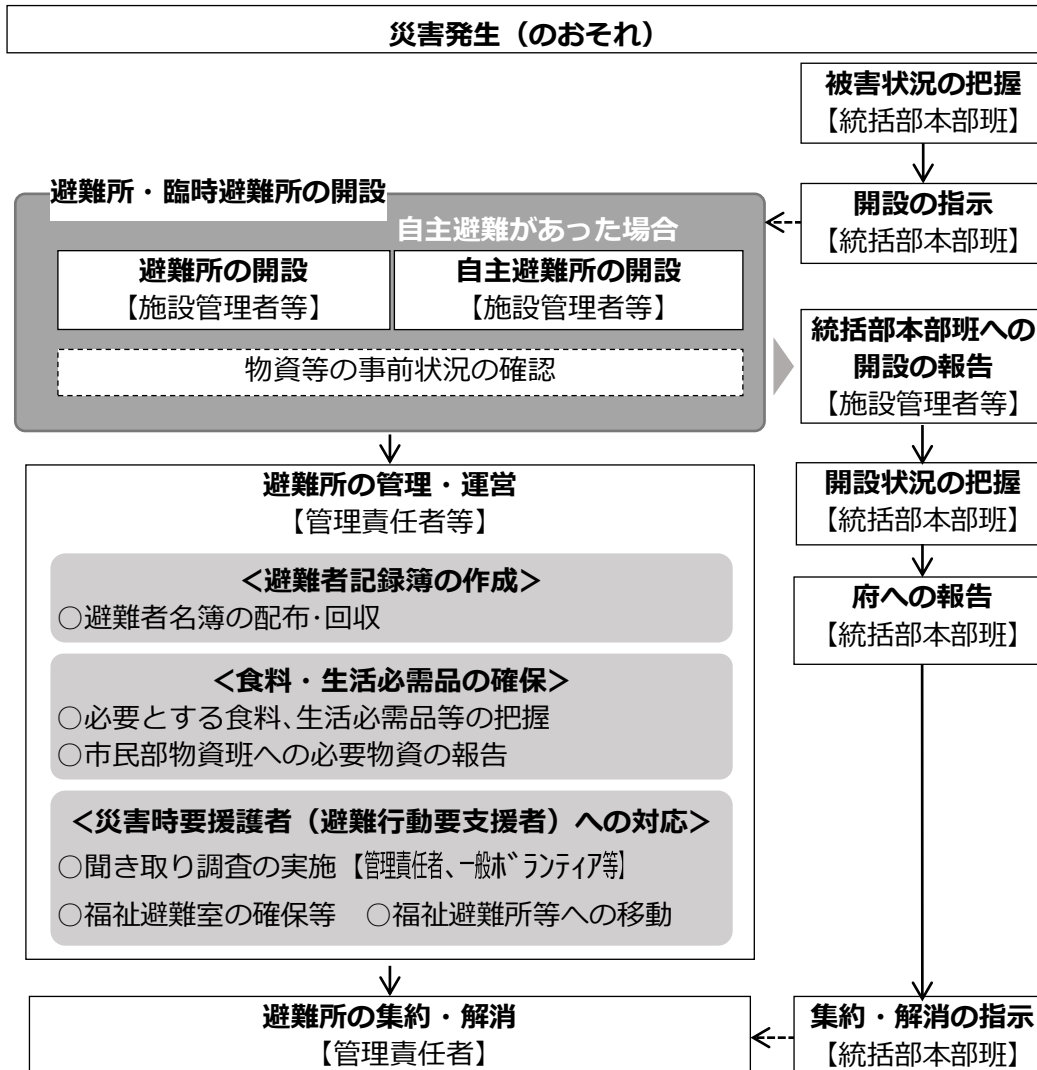 災害発生（のおそれ）
被害状況の把握
【統括部本部班】
開設の指示
【統括部本部班】
避難所・臨時避難所の開設
自主避難があった場合
避難所の開設
【施設管理者等】
自主避難所の開設
【施設管理者等】
物資等の事前状況の確認
統括部本部班への
開設の報告
【施設管理者等】
開設状況の把握
【統括部本部班】
府への報告
【統括部本部班】
避難所の管理・運営
【管理責任者等】
＜避難者記録簿の作成＞
○避難者名簿の配布･回収
＜食料・生活必需品の確保＞
○必要とする食料、生活必需品等の把握
○市民部物資班への必要物資の報告
＜災害時要援護者（避難行動要支援者）への対応＞
○聞き取り調査の実施【管理責任者、一般ボランティア等】
○福祉避難室の確保等　○福祉避難所等への移動
避難所の集約・解消
【管理責任者】
集約・解消の指示
【統括部本部班】